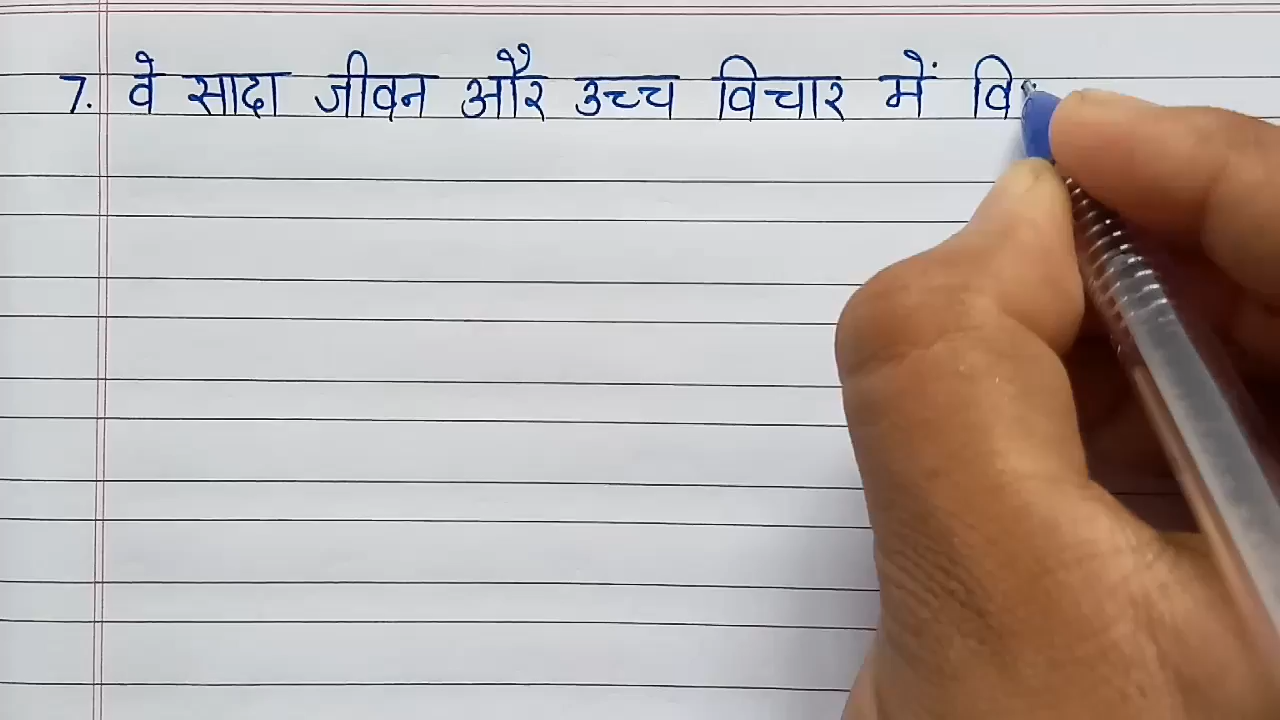 7. वे सादा जीवन और उच्च विचार में वि